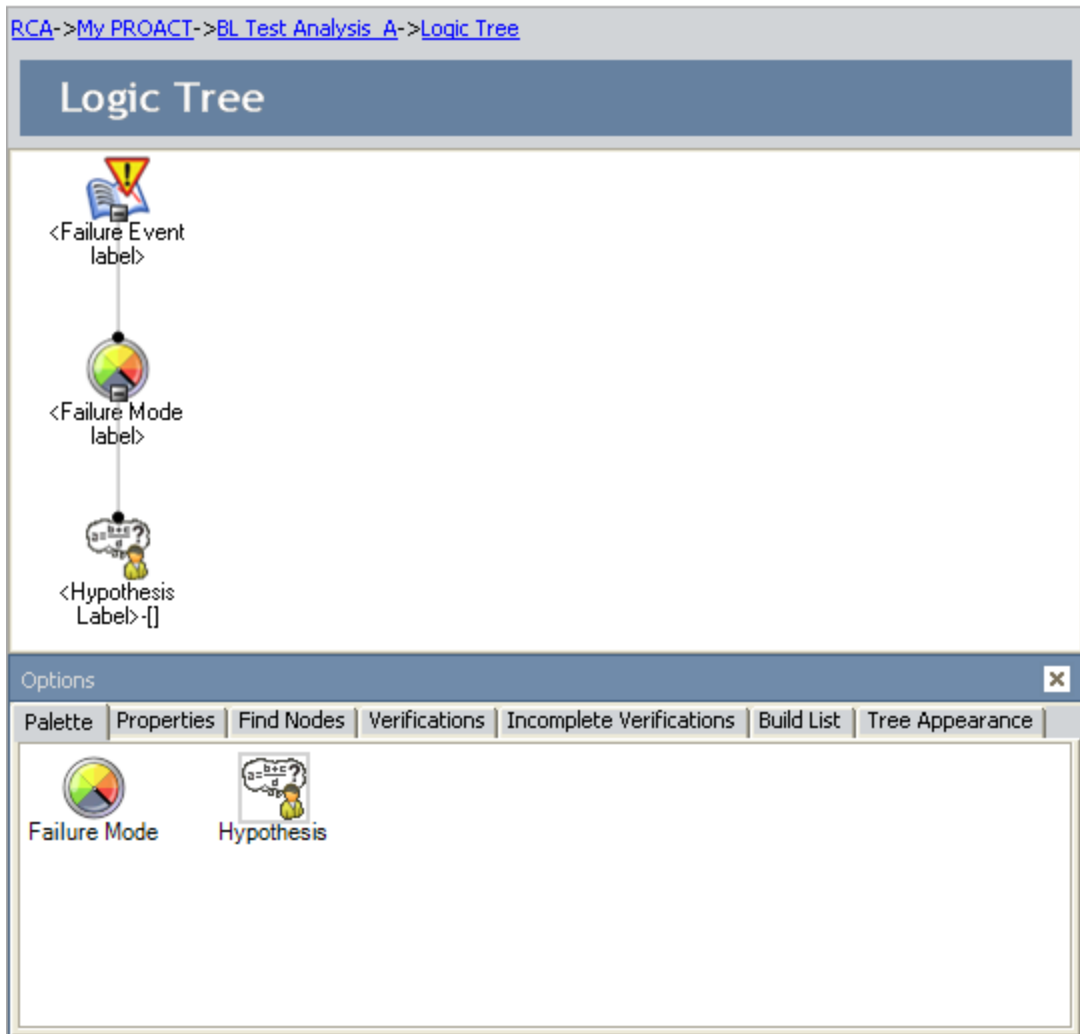 RCA->My PROACT->BL Test Analysis_A->Logic Tree
Logic Tree
<Failure Event
label>
<Failure Mode
label>
a=b+c/d ?
<Hypothesis
Label>-[]
Options
Palette Properties Find Nodes Verifications Incomplete Verifications Build List Tree Appearance
a=b+c/d ?
Failure Mode Hypothesis